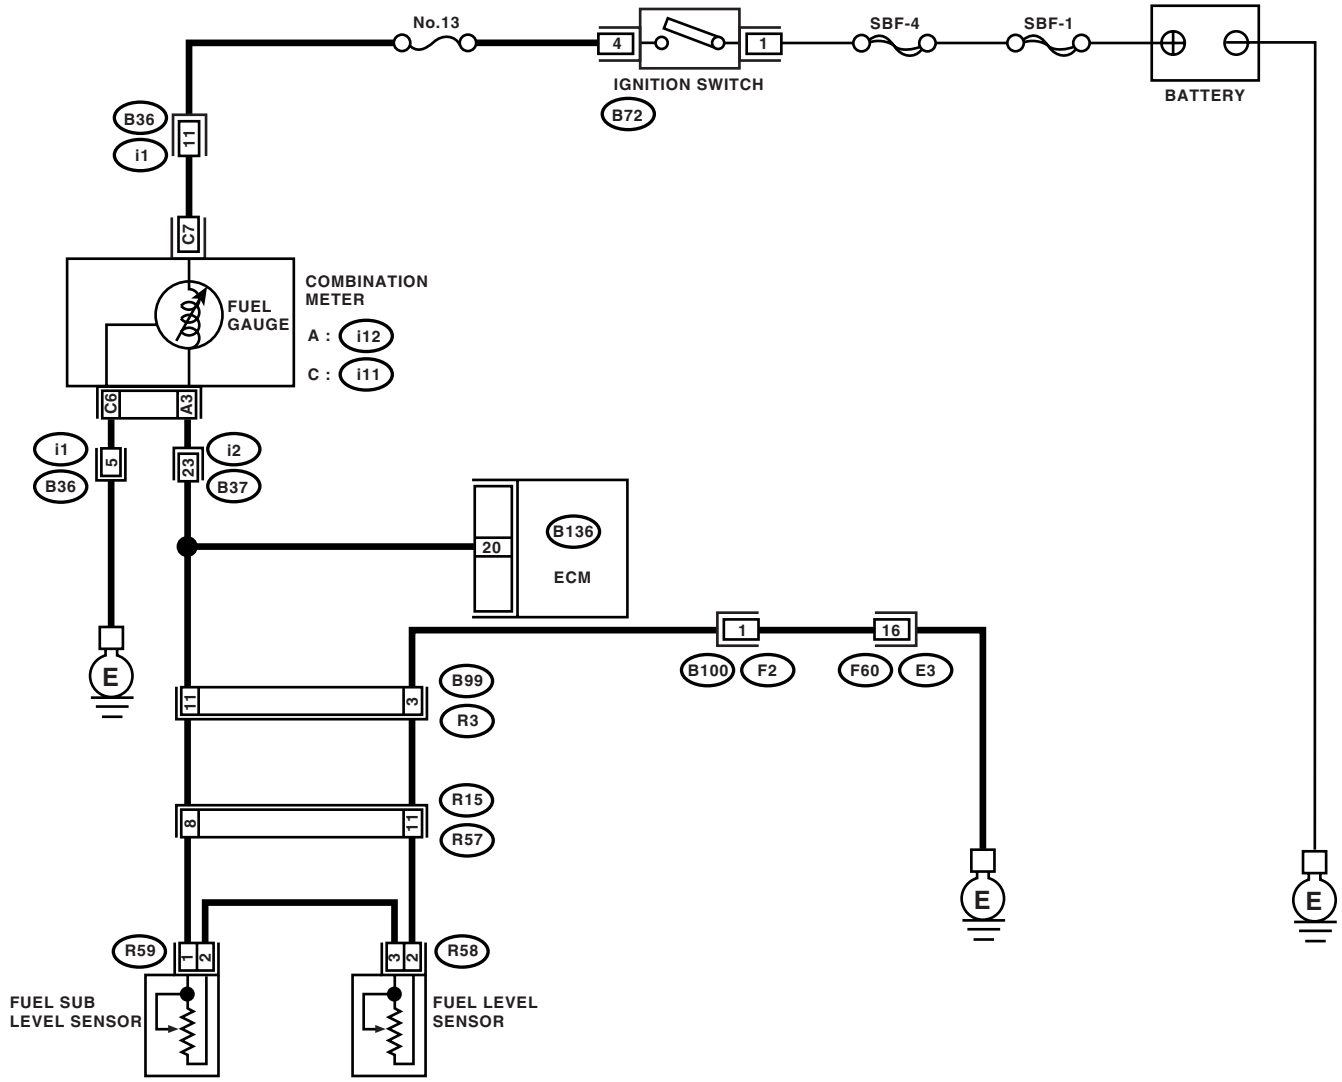 No.13
SBF-4
SBF-1
4
1
IGNITION SWITCH
B72
BATTERY
B36
i1
11
C7
COMBINATION
METER
FUEL
GAUGE
A : i12
C : i11
C6
A3
i1
B36
5
23
i2
B37
B136
20
ECM
E
1
16
B100
F2
F60
E3
11
3
B99
R3
8
11
R15
R57
E
E
R59
1
2
3
2
R58
FUEL SUB
LEVEL SENSOR
FUEL LEVEL
SENSOR